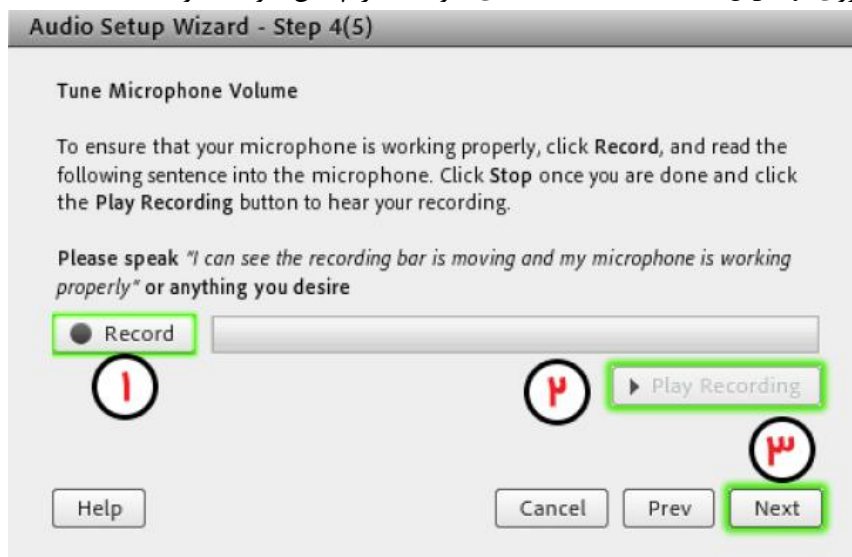 Audio Setup Wizard - Step 4(5)
Tune Microphone Volume
To ensure that your microphone is working properly, click Record, and read the
following sentence into the microphone. Click Stop once you are done and click
the Play Recording button to hear your recording.
Please speak "I can see the recording bar is moving and my microphone is working
properly" or anything you desire
Record
۱
۲
Play Recording
۳
Help
Cancel
Prev
Next